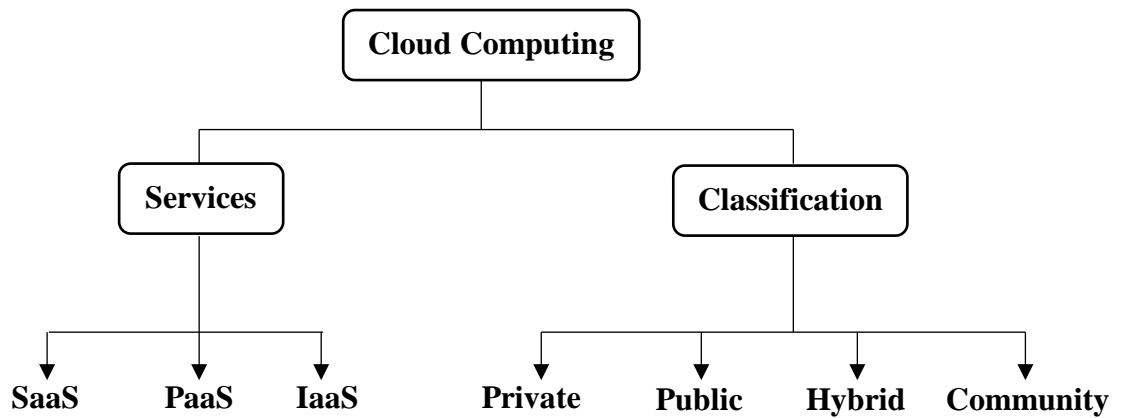 Cloud Computing
Services
Classification
SaaS PaaS IaaS Private Public Hybrid Community